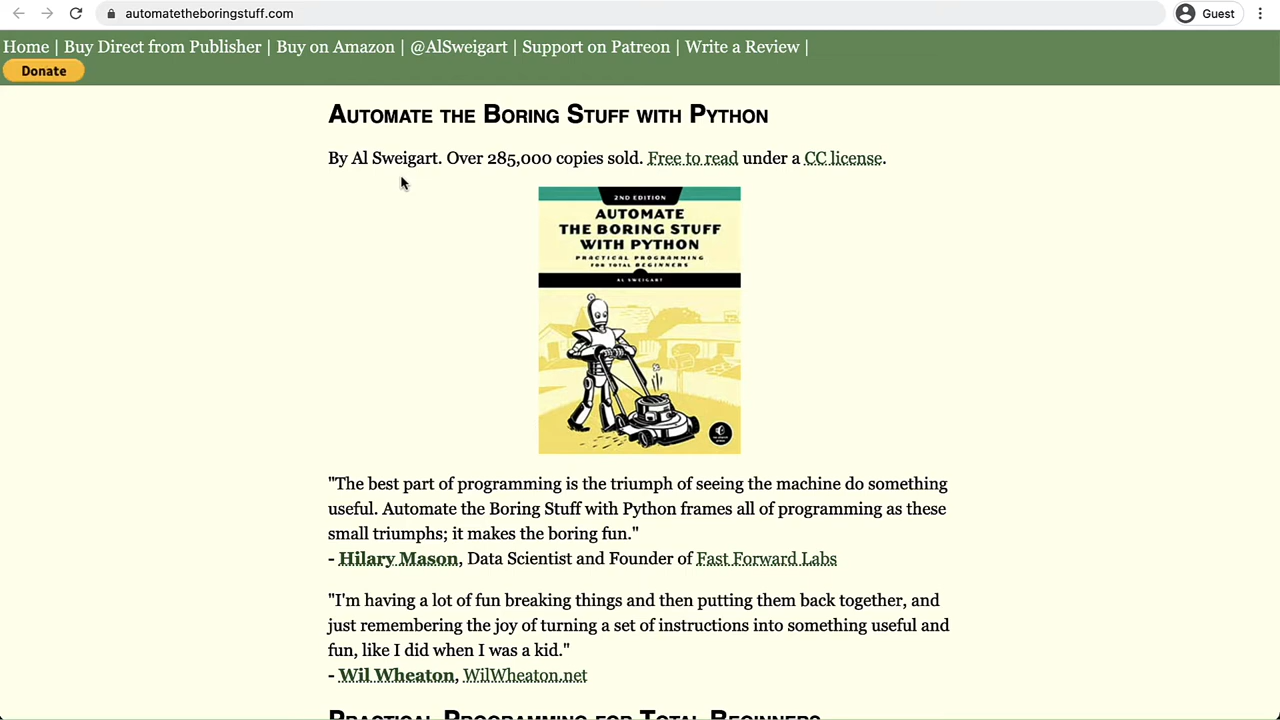 automatetheboringstuff.com
Guest
Home | Buy Direct from Publisher | Buy on Amazon | @AlSweigart | Support on Patreon | Write a Review |
Donate
AUTOMATE THE BORING STUFF WITH PYTHON
By Al Sweigart. Over 285,000 copies sold. Free to read under a CC license.
2ND EDITION
AUTOMATE
THE BORING STUFF
WITH PYTHON
PRACTICAL PROGRAMMING
FOR TOTAL BEGINNERS
AL SWEIGART
"The best part of programming is the triumph of seeing the machine do something
useful. Automate the Boring Stuff with Python frames all of programming as these
small triumphs; it makes the boring fun."
- Hilary Mason, Data Scientist and Founder of Fast Forward Labs
"I'm having a lot of fun breaking things and then putting them back together, and
just remembering the joy of turning a set of instructions into something useful and
fun, like I did when I was a kid."
- Wil Wheaton, WilWheaton.net
PRACTICAL PROGRAMMING FOR TOTAL BEGINNERS